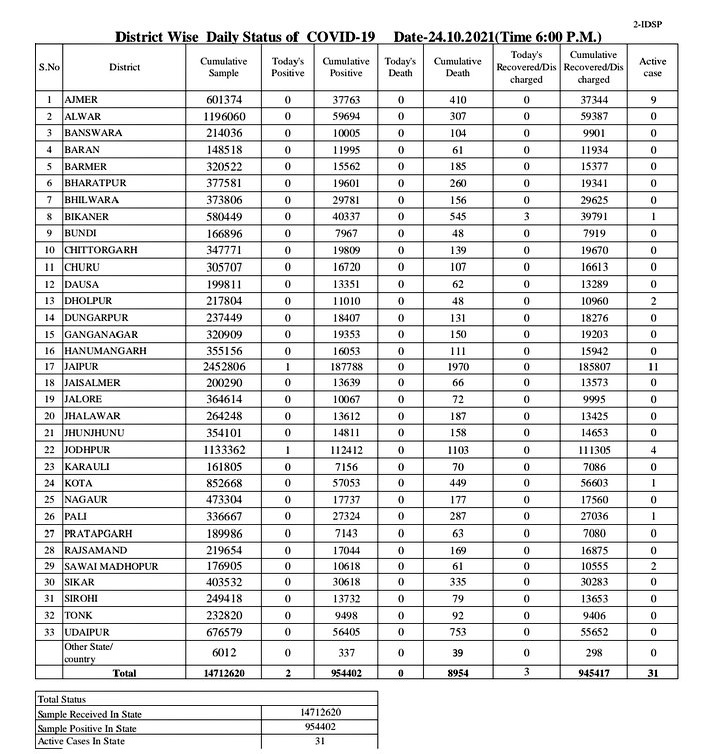 2-IDSP
District Wise Daily Status of COVID-19 Date-24.10.2021(Time 6:00 P.M.)
S.No District Cumulative Sample Today's Positive Cumulative Positive Today's Death Cumulative Death Today's Recovered/Dis charged Cumulative Recovered/Dis charged Active case
1 AJMER 601374 0 37763 0 410 0 37344 9
2 ALWAR 1196060 0 59694 0 307 0 59387 0
3 BANSWARA 214036 0 10005 0 104 0 9901 0
4 BARAN 148518 0 11995 0 61 0 11934 0
5 BARMER 320522 0 15562 0 185 0 15377 0
6 BHARATPUR 377581 0 19601 0 260 0 19341 0
7 BHILWARA 373806 0 29781 0 156 0 29625 0
8 BIKANER 580449 0 40337 0 545 3 39791 1
9 BUNDI 166896 0 7967 0 48 0 7919 0
10 CHITTORGARH 347771 0 19809 0 139 0 19670 0
11 CHURU 305707 0 16720 0 107 0 16613 0
12 DAUSA 199811 0 13351 0 62 0 13289 0
13 DHOLPUR 217804 0 11010 0 48 0 10960 2
14 DUNGARPUR 237449 0 18407 0 131 0 18276 0
15 GANGANAGAR 320909 0 19353 0 150 0 19203 0
16 HANUMANGARH 355156 0 16053 0 111 0 15942 0
17 JAIPUR 2452806 1 187788 0 1970 0 185807 11
18 JAISALMER 200290 0 13639 0 66 0 13573 0
19 JALORE 364614 0 10067 0 72 0 9995 0
20 JHALAWAR 264248 0 13612 0 187 0 13425 0
21 JHUNJHUNU 354101 0 14811 0 158 0 14653 0
22 JODHPUR 1133362 1 112412 0 1103 0 111305 4
23 KARAULI 161805 0 7156 0 70 0 7086 0
24 KOTA 852668 0 57053 0 449 0 56603 1
25 NAGAUR 473304 0 17737 0 177 0 17560 0
26 PALI 336667 0 27324 0 287 0 27036 1
27 PRATAPGARH 189986 0 7143 0 63 0 7080 0
28 RAJSAMAND 219654 0 17044 0 169 0 16875 0
29 SAWAI MADHOPUR 176905 0 10618 0 61 0 10555 2
30 SIKAR 403532 0 30618 0 335 0 30283 0
31 SIROHI 249418 0 13732 0 79 0 13653 0
32 TONK 232820 0 9498 0 92 0 9406 0
33 UDAIPUR 676579 0 56405 0 753 0 55652 0
Other State/ country 6012 0 337 0 39 0 298 0
Total 14712620 2 954402 0 8954 3 945417 31
Total Status
Sample Received In State 14712620
Sample Positive in State 954402
Active Cases In State 31